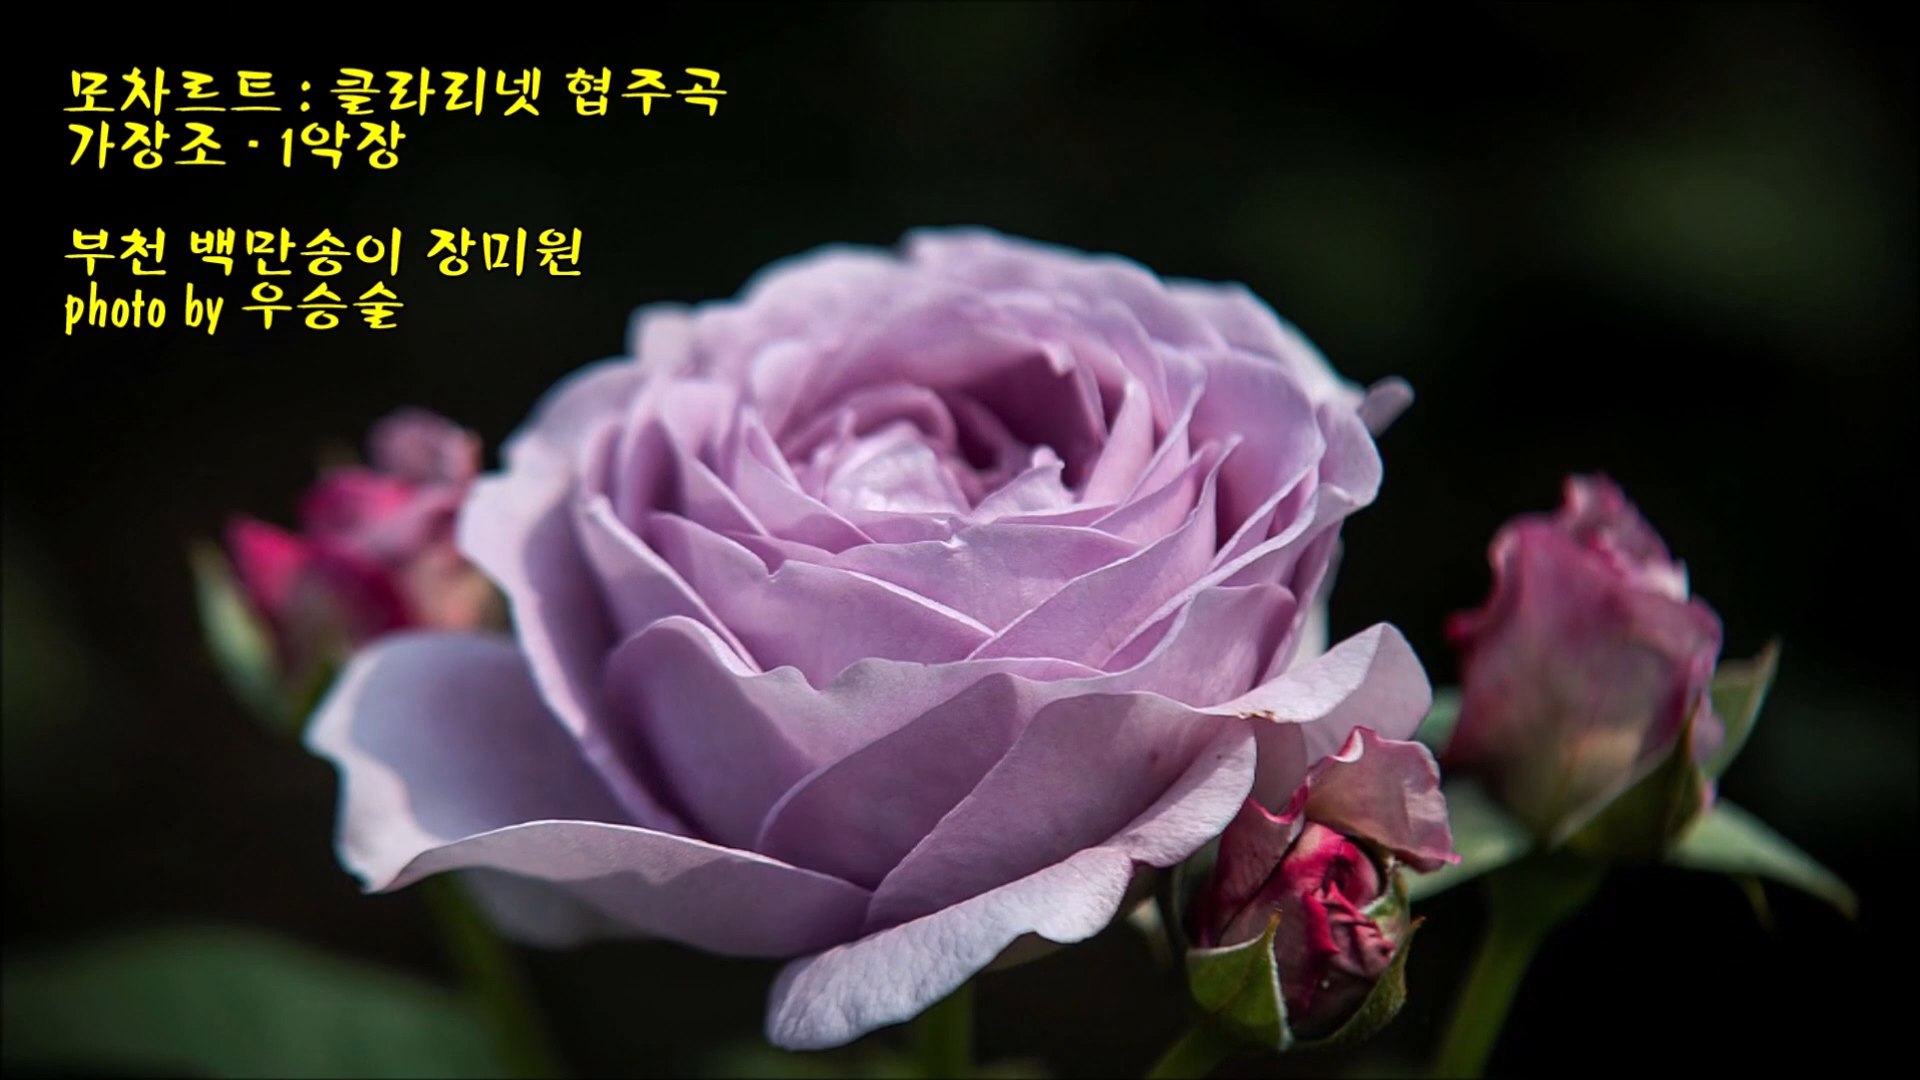 모차르트 : 클라리넷 협주곡
가장조 · 1악장
부천 백만송이 장미원
photo by 우승술